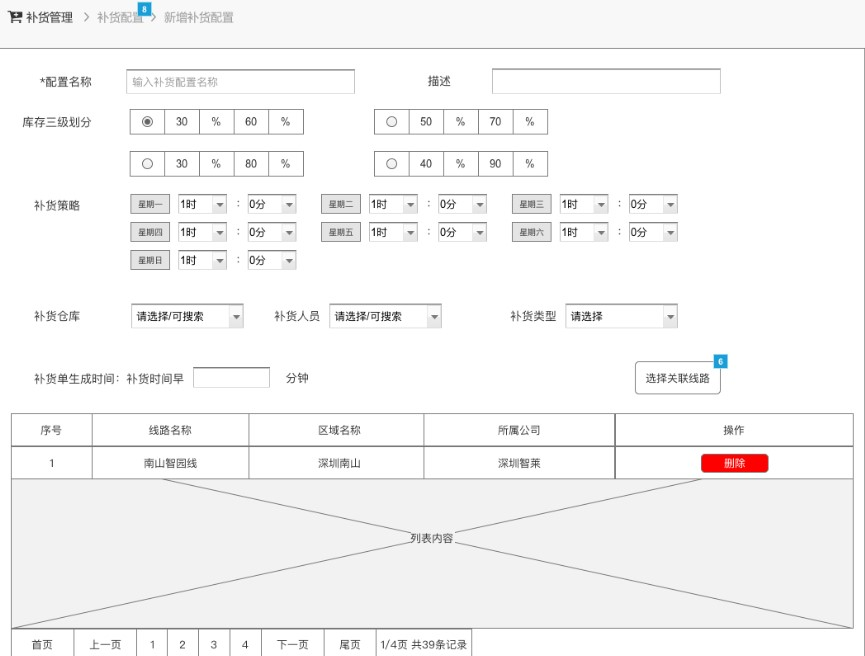 补货管理 > 补货配置 8 > 新增补货配置
*配置名称 输入补货配置名称 描述
库存三级划分 30 % 60 % 50 % 70 %
30 % 80 % 40 % 90 %
补货策略 星期一 1时 : 0分 星期二 1时 : 0分 星期三 1时 : 0分
星期四 1时 : 0分 星期五 1时 : 0分 星期六 1时 : 0分
星期日 1时 : 0分
补货仓库 请选择/可搜索 补货人员 请选择/可搜索 补货类型 请选择
补货单生成时间：补货时间早 分钟 选择关联线路 6
序号 线路名称 区域名称 所属公司 操作
1 南山智园线 深圳南山 深圳智莱 删除
列表内容
首页 上一页 1 2 3 4 下一页 尾页 1/4页 共39条记录